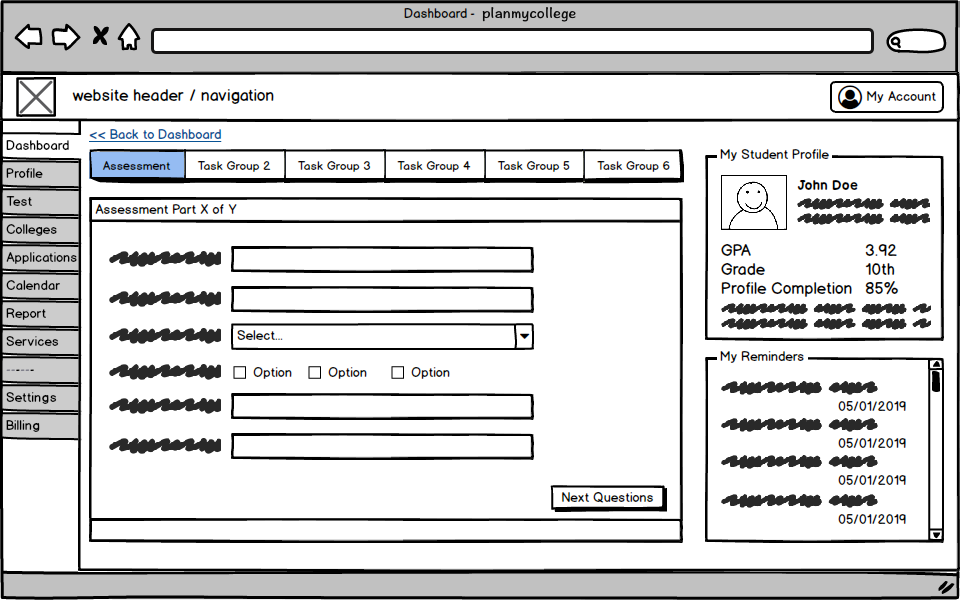 Dashboard - planmycollege
website header / navigation
My Account
Dashboard
Profile
Test
Colleges
Applications
Calendar
Report
Services
Settings
Billing
<< Back to Dashboard
Assessment Task Group 2 Task Group 3 Task Group 4 Task Group 5 Task Group 6
Assessment Part X of Y
Select...
Option Option Option
Next Questions
My Student Profile
John Doe
GPA 3.92
Grade 10th
Profile Completion 85%
My Reminders
05/01/2019
05/01/2019
05/01/2019
05/01/2019